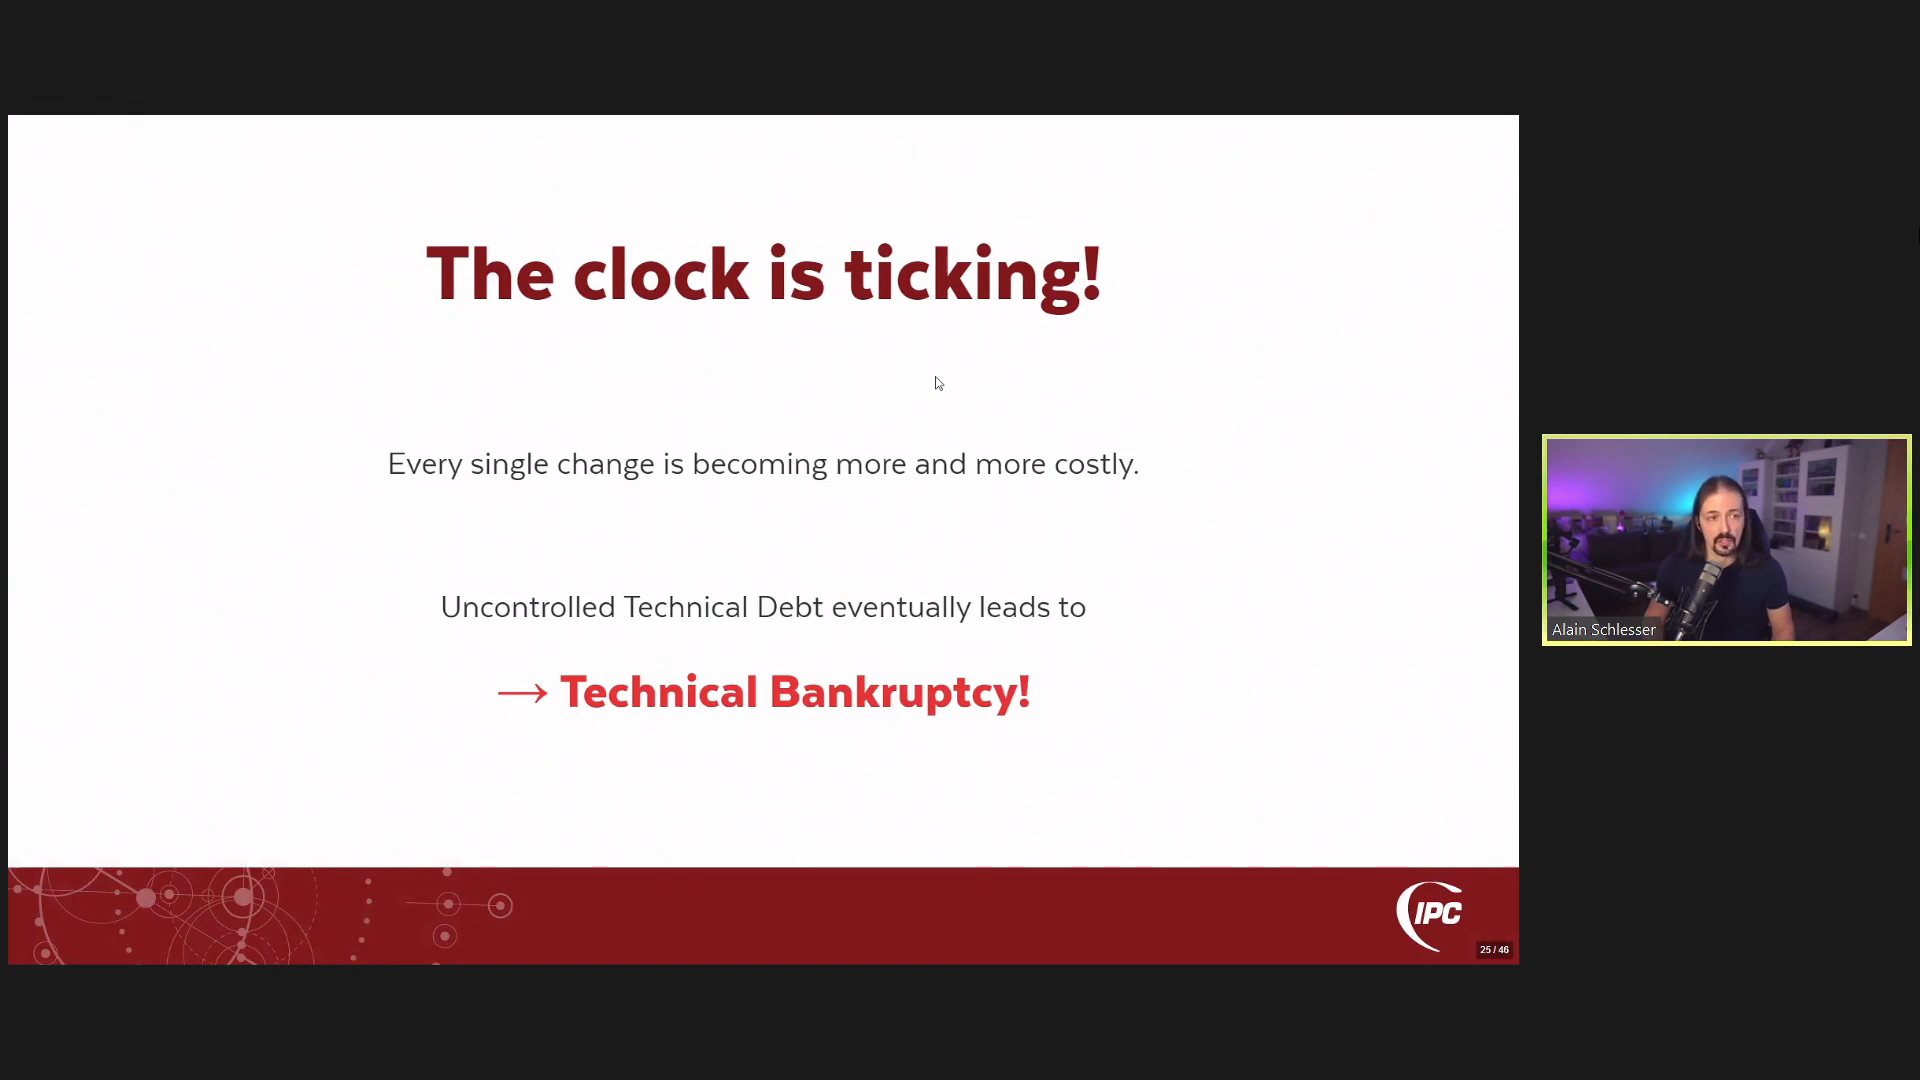 The clock is ticking!
Every single change is becoming more and more costly.
Uncontrolled Technical Debt eventually leads to
→ Technical Bankruptcy!
IPC
25 / 46
Alain Schlesser